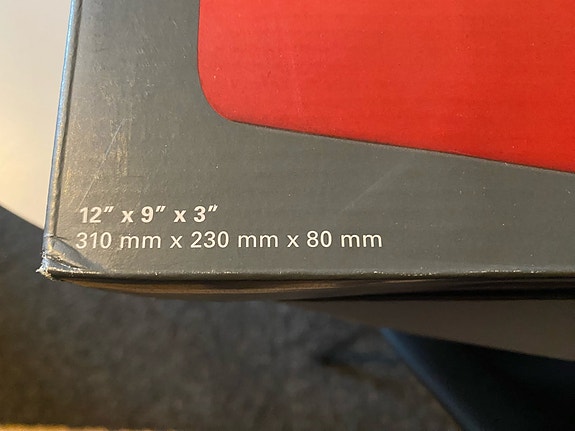 12” x 9” x 3”
310 mm x 230 mm x 80 mm